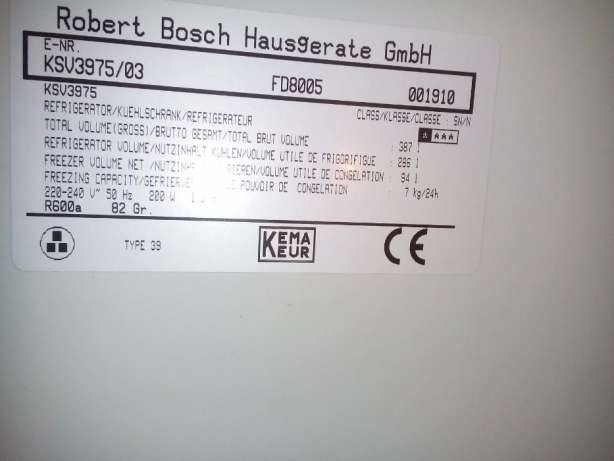 Robert Bosch Hausgerate GmbH
E-NR.
KSV3975/03 FD8005 001910
KSV3975
REFRIGERATOR/KUEHLSCHRANK/REFRIGERATEUR CLASS/KLASSE/CLASSE : SN/N
TOTAL VOLUME(GROSS)/BRUTTO GESAMT/TOTAL BRUT VOLUME : 387 l
REFRIGERATOR VOLUME/NUTZINHALT KUHLEN/VOLUME UTILE DE FRIGORIFIGUE : 286 l
FREEZER VOLUME NET /NUTZINHA IEREN/VOLUME UTILE DE CONGELATION : 94 l
FREEZING CAPACITY/GEFRIER POUVOIR DE CONGELATION : 7 kg/24h
220-240 V~ 50 Hz 200 W
R600a 82 Gr.
TYPE 39 KEMA KEUR CE